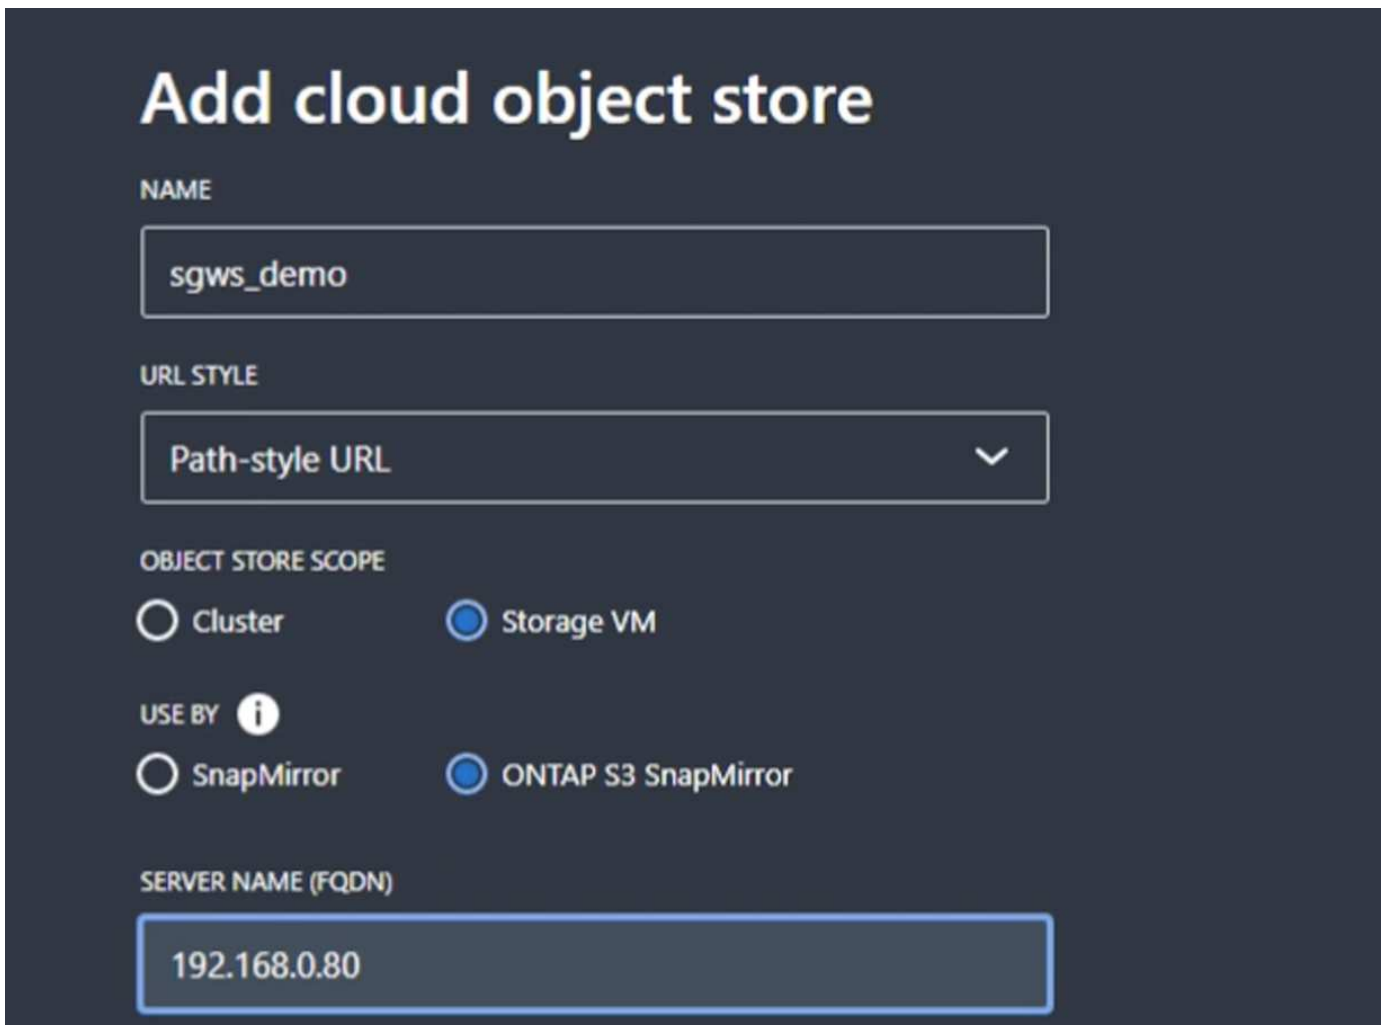 Add cloud object store
NAME
sgws_demo
URL STYLE
Path-style URL
OBJECT STORE SCOPE
Cluster Storage VM
USE BY
SnapMirror ONTAP S3 SnapMirror
SERVER NAME (FQDN)
192.168.0.80